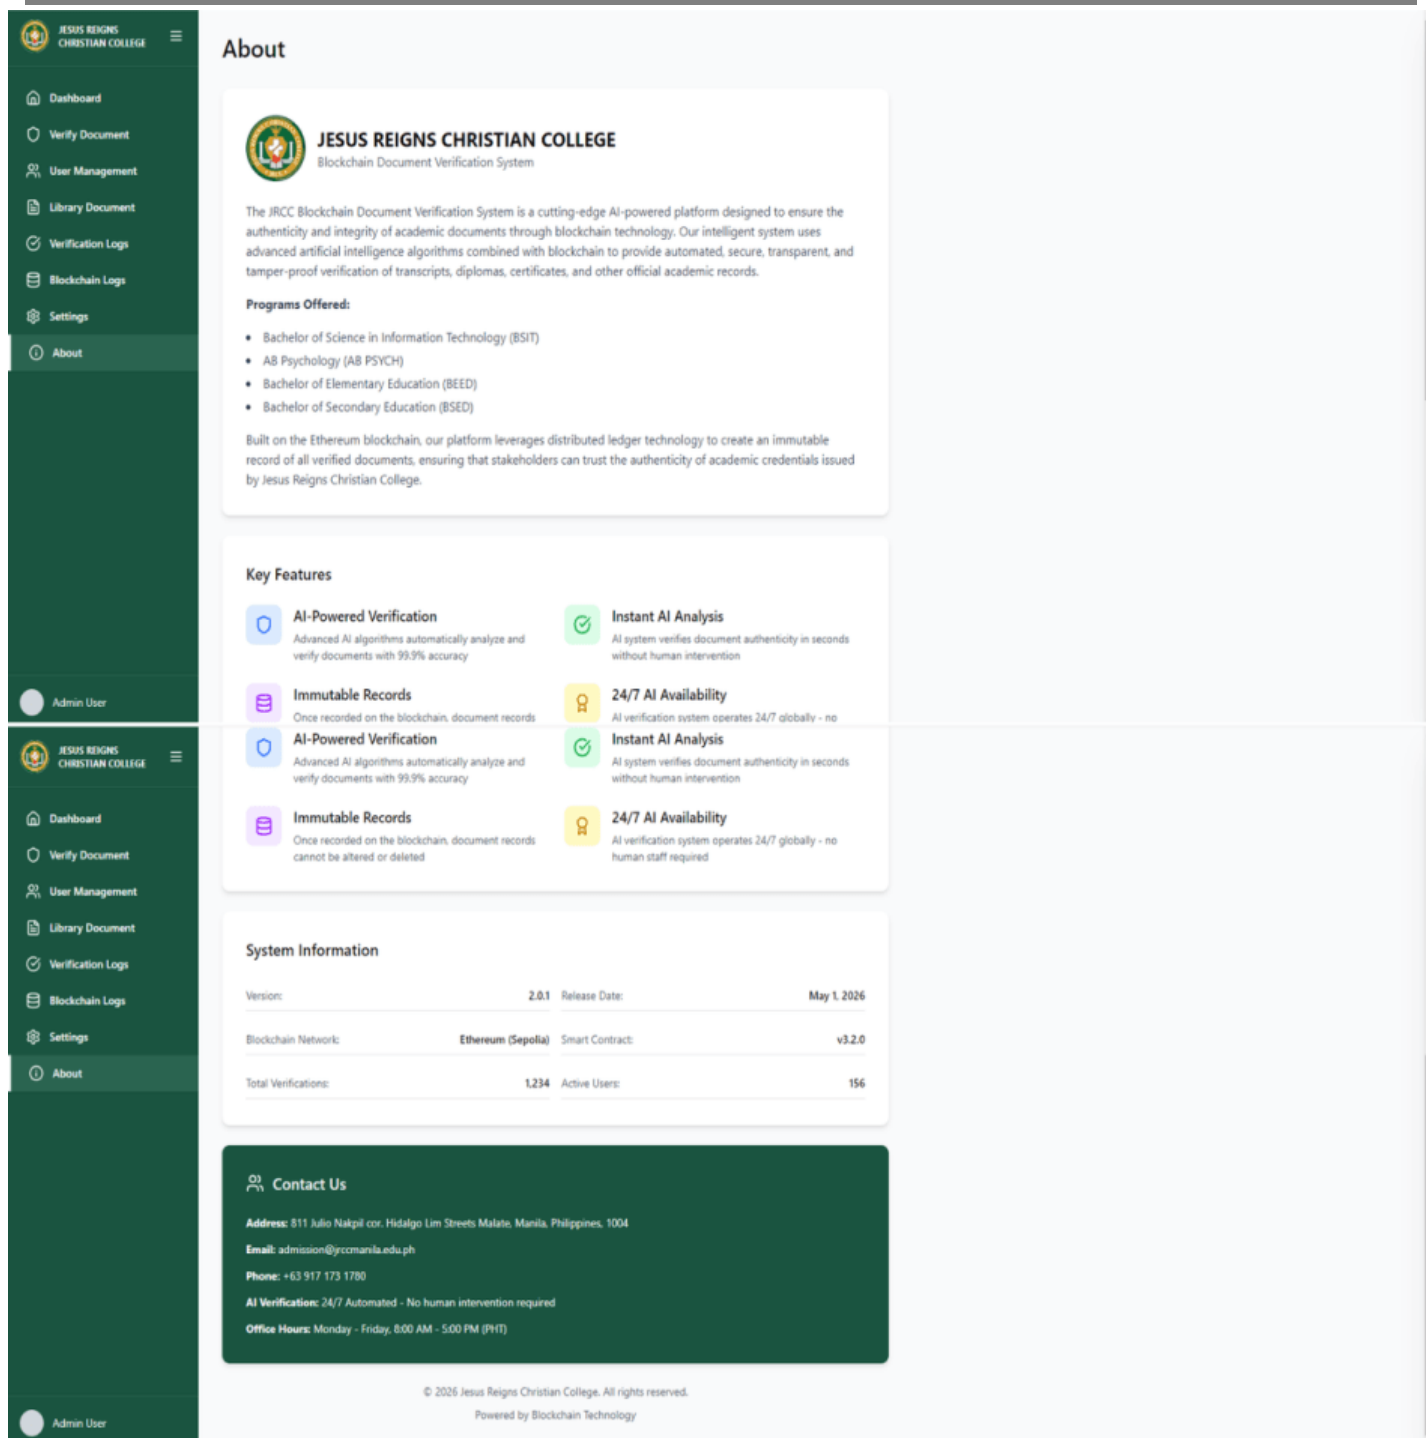 JESUS REIGNS
CHRISTIAN COLLEGE
Dashboard
Verify Document
User Management
Library Document
Verification Logs
Blockchain Logs
Settings
About
Admin User
About
JESUS REIGNS CHRISTIAN COLLEGE
Blockchain Document Verification System
The JRCC Blockchain Document Verification System is a cutting-edge AI-powered platform designed to ensure the
authenticity and integrity of academic documents through blockchain technology. Our intelligent system uses
advanced artificial intelligence algorithms combined with blockchain to provide automated, secure, transparent, and
tamper-proof verification of transcripts, diplomas, certificates, and other official academic records.
Programs Offered:
• Bachelor of Science in Information Technology (BSIT)
• AB Psychology (AB PSYCH)
• Bachelor of Elementary Education (BEED)
• Bachelor of Secondary Education (BSED)
Built on the Ethereum blockchain, our platform leverages distributed ledger technology to create an immutable
record of all verified documents, ensuring that stakeholders can trust the authenticity of academic credentials issued
by Jesus Reigns Christian College.
Key Features
AI-Powered Verification
Advanced AI algorithms automatically analyze and
verify documents with 99.9% accuracy
Instant AI Analysis
AI system verifies document authenticity in seconds
without human intervention
Immutable Records
Once recorded on the blockchain, document records
24/7 AI Availability
AI verification system operates 24/7 globally - no
JESUS REIGNS
CHRISTIAN COLLEGE
Dashboard
Verify Document
User Management
Library Document
Verification Logs
Blockchain Logs
Settings
About
Admin User
AI-Powered Verification
Advanced AI algorithms automatically analyze and
verify documents with 99.9% accuracy
Instant AI Analysis
AI system verifies document authenticity in seconds
without human intervention
Immutable Records
Once recorded on the blockchain, document records
cannot be altered or deleted
24/7 AI Availability
AI verification system operates 24/7 globally - no
human staff required
System Information
Version: 2.0.1
Release Date: May 1, 2026
Blockchain Network: Ethereum (Sepolia)
Smart Contract: v3.2.0
Total Verifications: 1,234
Active Users: 156
Contact Us
Address: 811 Julio Nakpil cor. Hidalgo Lim Streets Malate, Manila, Philippines, 1004
Email: admission@jrccmanila.edu.ph
Phone: +63 917 173 1780
AI Verification: 24/7 Automated - No human intervention required
Office Hours: Monday - Friday, 8:00 AM - 5:00 PM (PHT)
© 2026 Jesus Reigns Christian College. All rights reserved.
Powered by Blockchain Technology